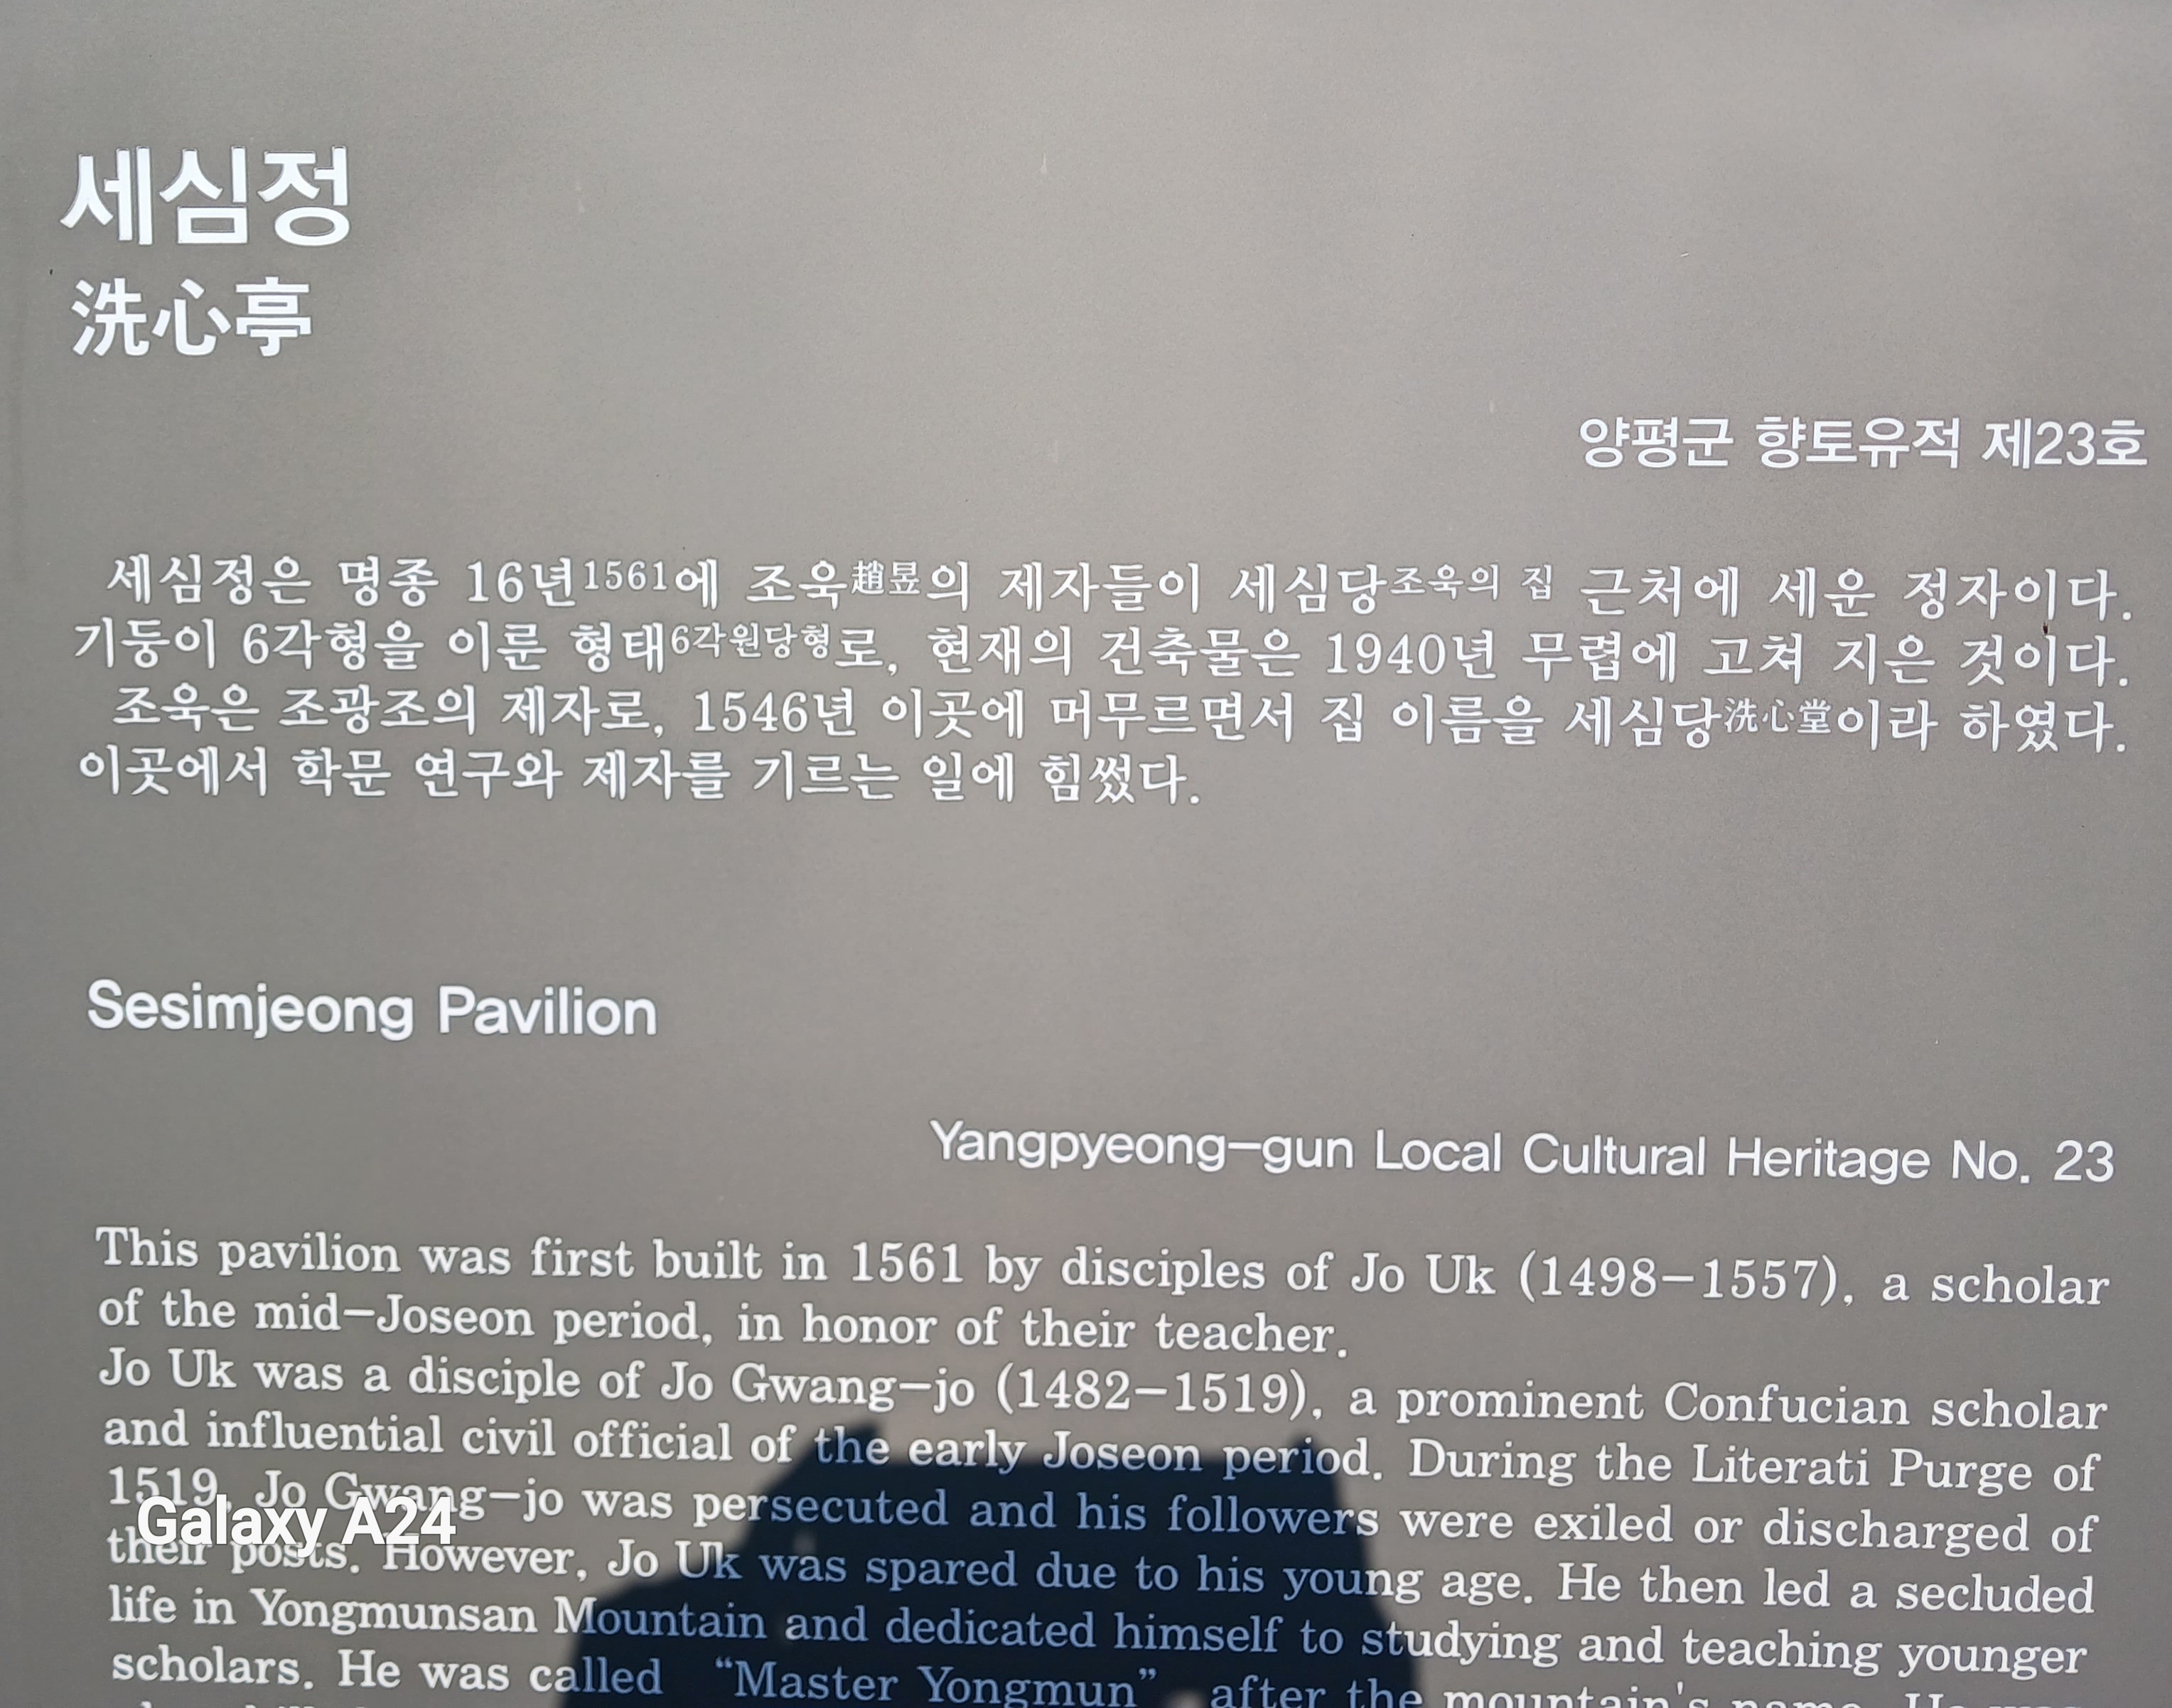 세심정
洗心亭
양평군 향토유적 제23호
세심정은 명종 16년1561에 조욱趙昱의 제자들이 세심당조욱의 집 근처에 세운 정자이다.
기둥이 6각형을 이룬 형태6각원당형로, 현재의 건축물은 1940년 무렵에 고쳐 지은 것이다.
조욱은 조광조의 제자로, 1546년 이곳에 머무르면서 집 이름을 세심당洗心堂이라 하였다.
이곳에서 학문 연구와 제자를 기르는 일에 힘썼다.
Sesimjeong Pavilion
Yangpyeong-gun Local Cultural Heritage No. 23
This pavilion was first built in 1561 by disciples of Jo Uk (1498-1557), a scholar
of the mid-Joseon period, in honor of their teacher.
Jo Uk was a disciple of Jo Gwang-jo (1482-1519), a prominent Confucian scholar
and influential civil official of the early Joseon period. During the Literati Purge of
1519, Jo Gwang-jo was persecuted and his followers were exiled or discharged of
their posts. However, Jo Uk was spared due to his young age. He then led a secluded
life in Yongmunsan Mountain and dedicated himself to studying and teaching younger
scholars. He was called “Master Yongmun” after the mountain's name.
Galaxy A24